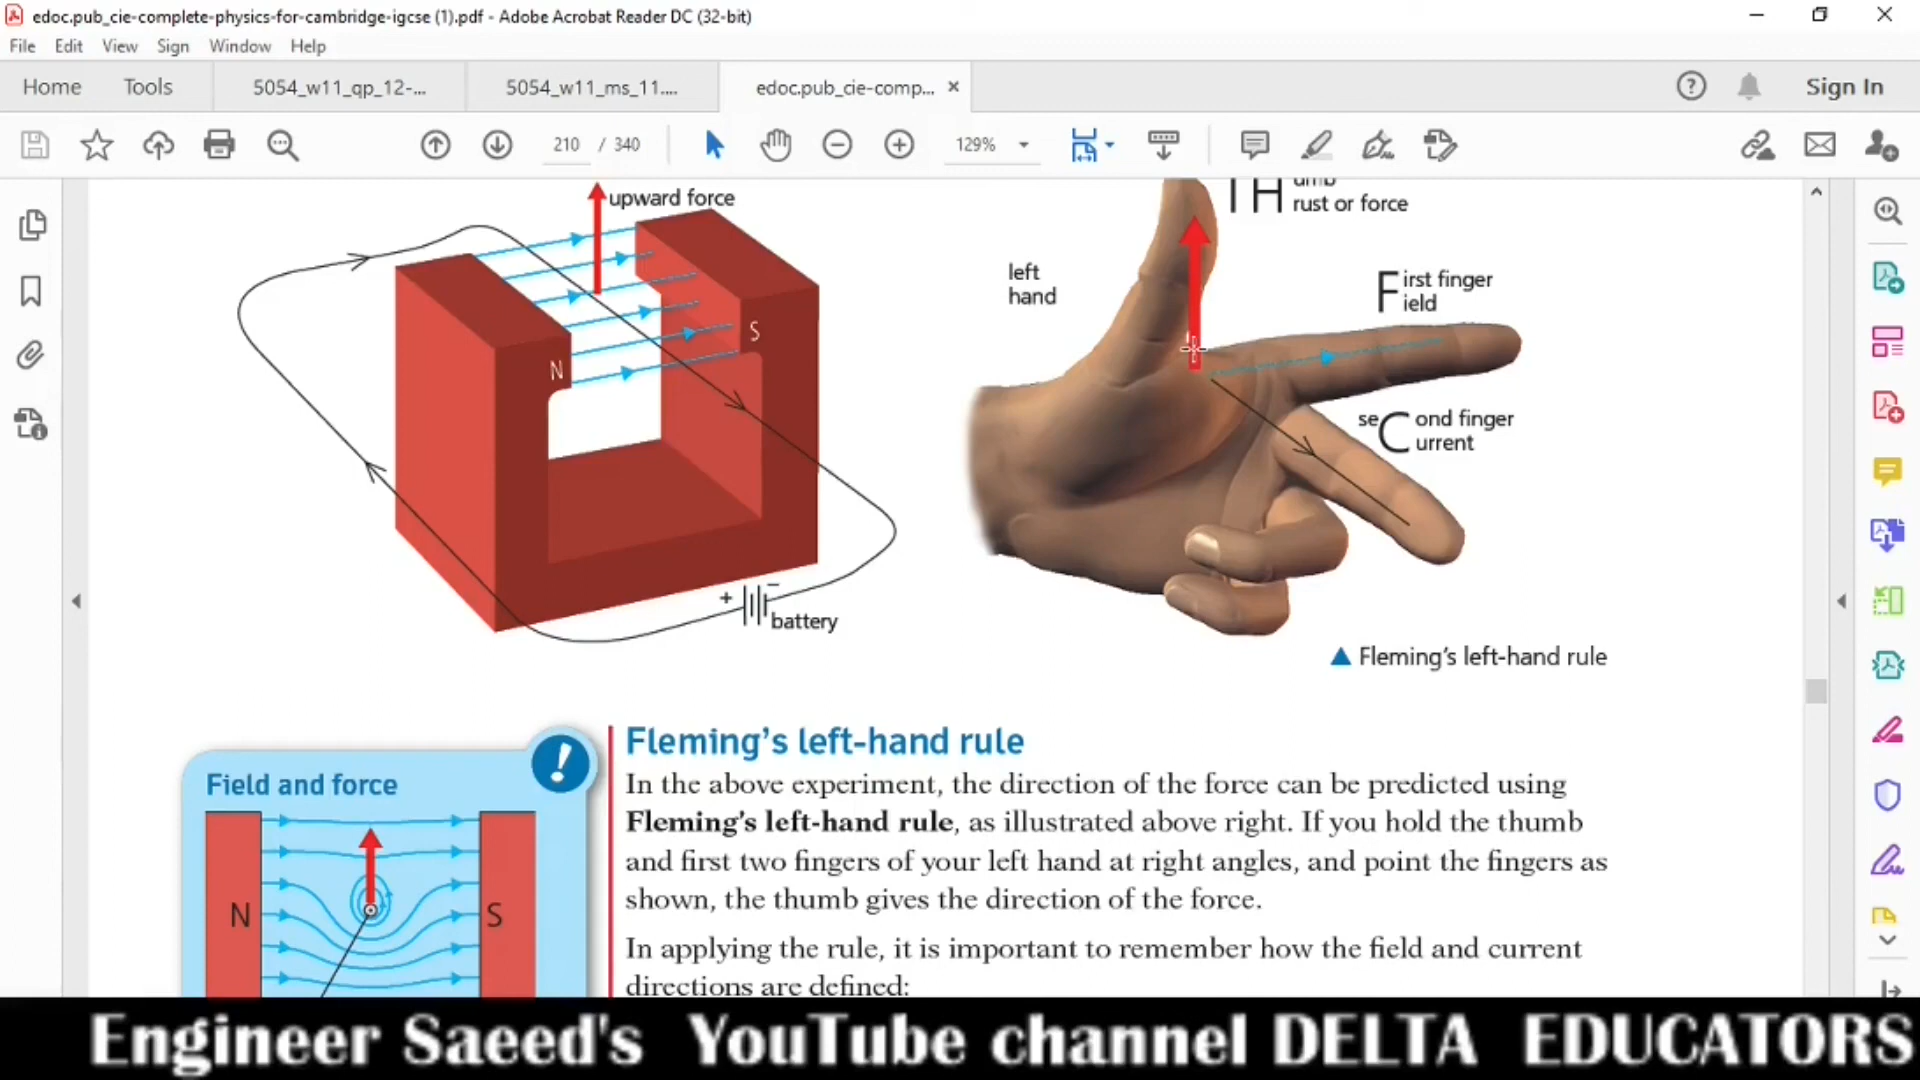 edoc.pub_cie-complete-physics-for-cambridge-igcse (1).pdf - Adobe Acrobat Reader DC (32-bit)
File Edit View Sign Window Help
Home Tools 5054_w11_qp_12-... 5054_w11_ms_11.... edoc.pub_cie-comp... × Sign In
210 / 340 129%
upward force
N
S
+ −
battery
TH umb
rust or force
left
hand
First finger
ield
seCond finger
urrent
Fleming's left-hand rule
Field and force
N
S
Fleming's left-hand rule
In the above experiment, the direction of the force can be predicted using
Fleming's left-hand rule, as illustrated above right. If you hold the thumb
and first two fingers of your left hand at right angles, and point the fingers as
shown, the thumb gives the direction of the force.
In applying the rule, it is important to remember how the field and current
directions are defined:
Engineer Saeed's YouTube channel DELTA EDUCATORS